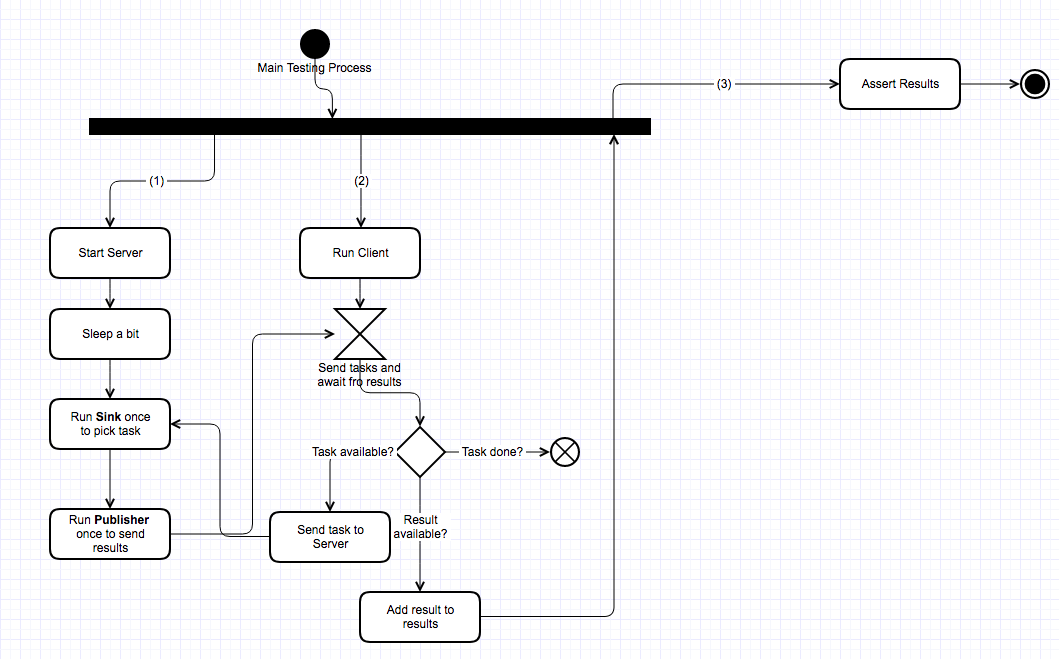 Main Testing Process
(3)
Assert Results
(1)
(2)
Start Server
Run Client
Sleep a bit
Send tasks and
await fro results
Run Sink once
to pick task
Task available?
Task done?
Run Publisher
once to send
results
Send task to
Server
Result
available?
Add result to
results